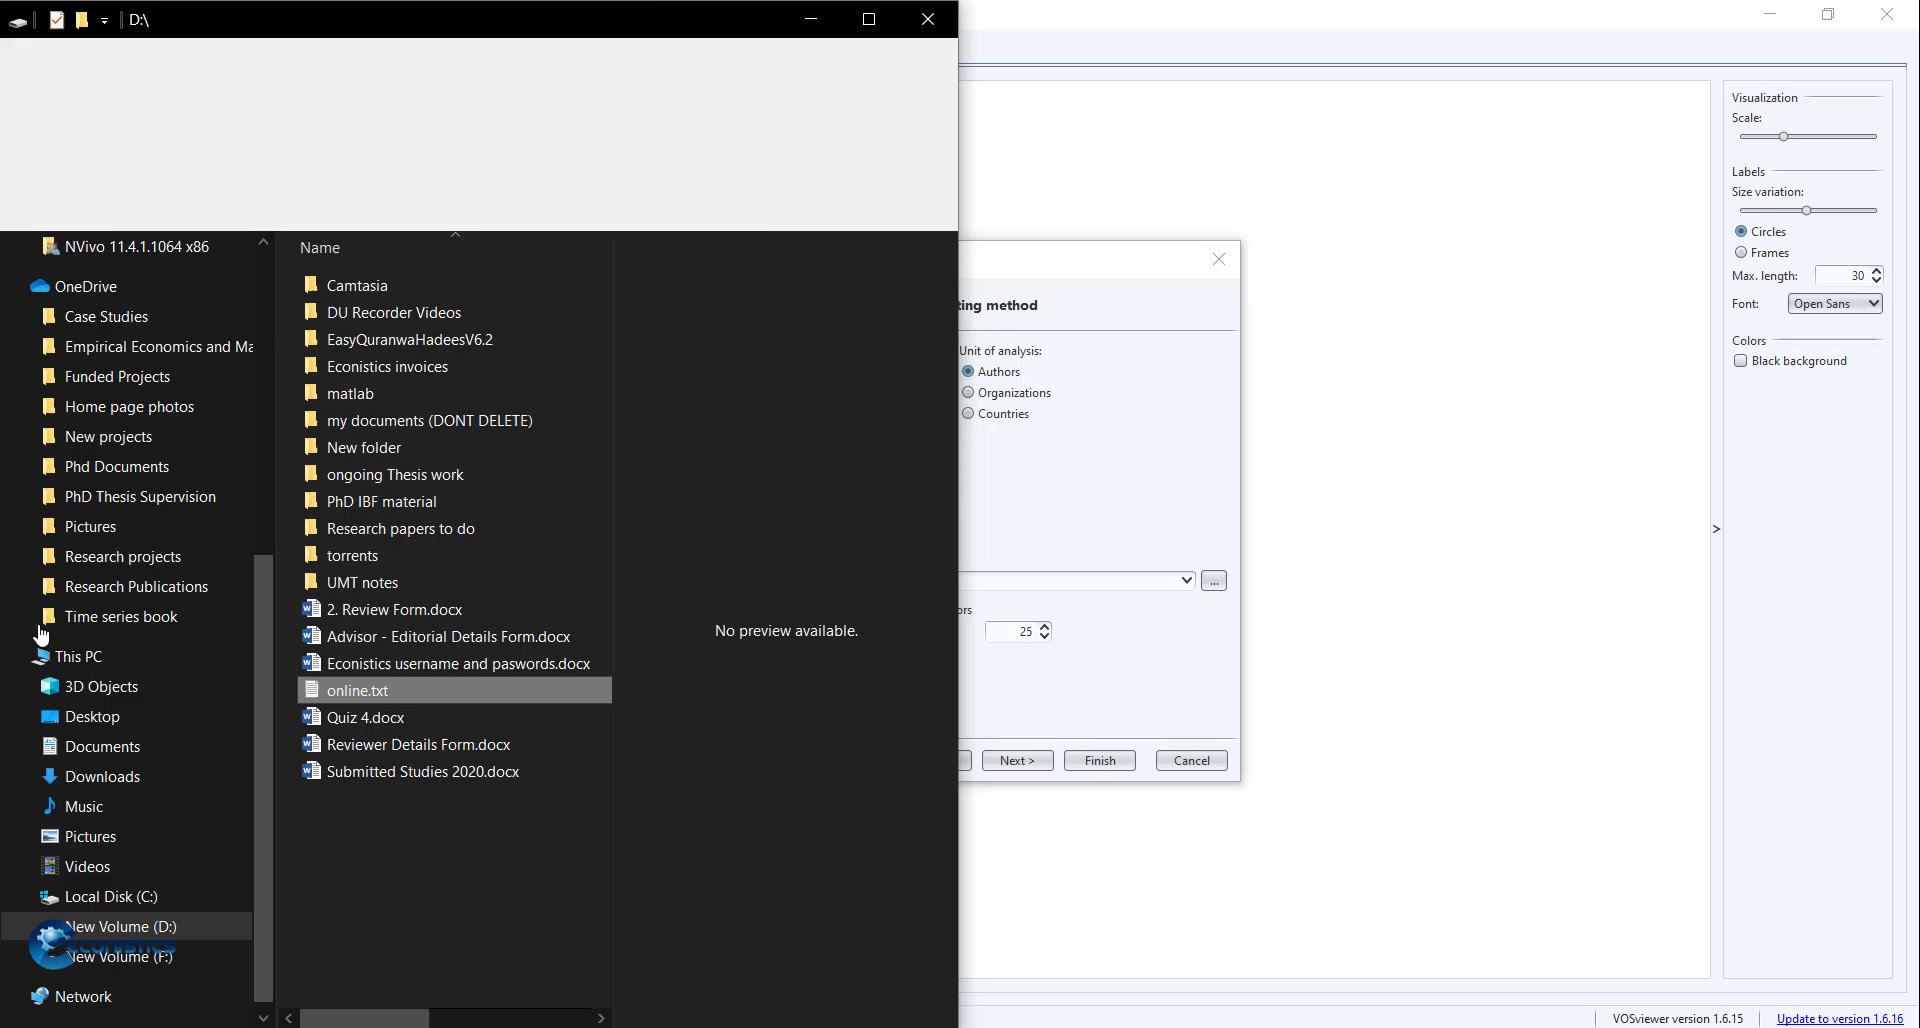 D:\
NVivo 11.4.1.1064 x86
OneDrive
Case Studies
Empirical Economics and Ma
Funded Projects
Home page photos
New projects
Phd Documents
PhD Thesis Supervision
Pictures
Research projects
Research Publications
Time series book
This PC
3D Objects
Desktop
Documents
Downloads
Music
Pictures
Videos
Local Disk (C:)
New Volume (D:)
ECONISTICS
New Volume (F:)
Network
Name
Camtasia
DU Recorder Videos
EasyQuranwaHadeesV6.2
Econistics invoices
matlab
my documents (DONT DELETE)
New folder
ongoing Thesis work
PhD IBF material
Research papers to do
torrents
UMT notes
2. Review Form.docx
Advisor - Editorial Details Form.docx
Econistics username and paswords.docx
online.txt
Quiz 4.docx
Reviewer Details Form.docx
Submitted Studies 2020.docx
No preview available.
ting method
Unit of analysis:
Authors
Organizations
Countries
...
ors
25
Next >
Finish
Cancel
>
Visualization
Scale:
Labels
Size variation:
Circles
Frames
Max. length: 30
Font: Open Sans
Colors
Black background
VOSviewer version 1.6.15
Update to version 1.6.16